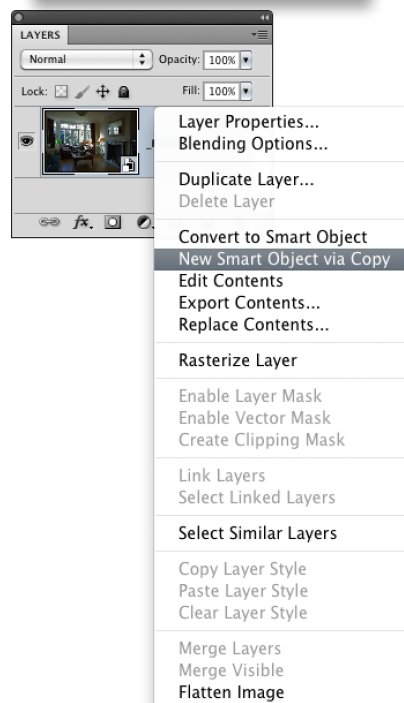 LAYERS
Normal Opacity: 100%
Lock: Fill: 100%
Layer Properties...
Blending Options...
Duplicate Layer...
Delete Layer
Convert to Smart Object
New Smart Object via Copy
Edit Contents
Export Contents...
Replace Contents...
Rasterize Layer
Enable Layer Mask
Enable Vector Mask
Create Clipping Mask
Link Layers
Select Linked Layers
Select Similar Layers
Copy Layer Style
Paste Layer Style
Clear Layer Style
Merge Layers
Merge Visible
Flatten Image